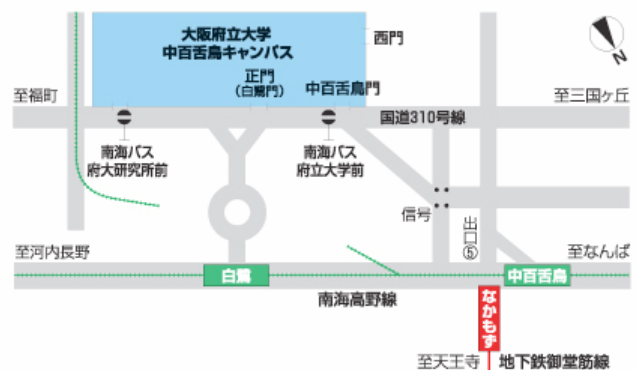 大阪府立大学
中百舌鳥キャンパス
西門
N
正門
(白鷺門)
中百舌鳥門
至福町
至三国ヶ丘
国道310号線
南海バス
府大研究所前
南海バス
府立大学前
信号
出口⑤
至河内長野
至なんば
白鷺
中百舌鳥
南海高野線
なかもず
至天王寺
地下鉄御堂筋線